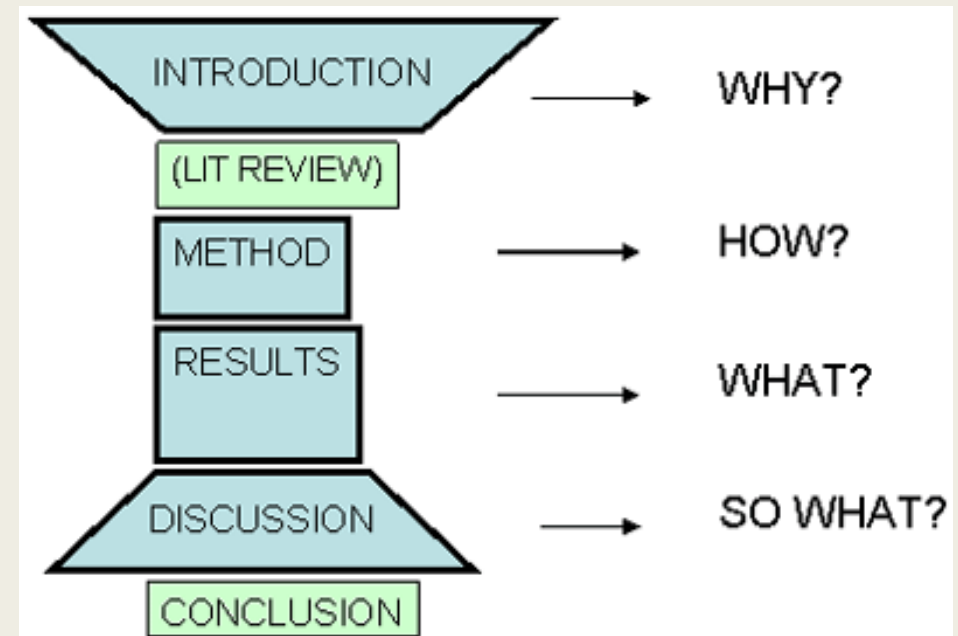 INTRODUCTION
WHY?
(LIT REVIEW)
METHOD
HOW?
RESULTS
WHAT?
DISCUSSION
SO WHAT?
CONCLUSION